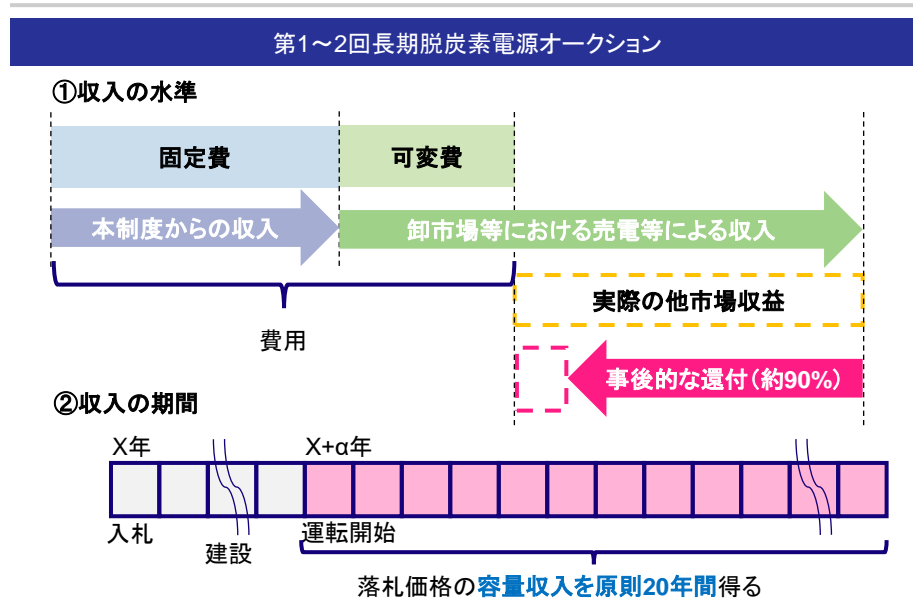 第1～2回長期脱炭素電源オークション
①収入の水準
固定費
可変費
本制度からの収入
卸市場等における売電等による収入
実際の他市場収益
費用
事後的な還付（約90%）
②収入の期間
X年
X+α年
入札
運転開始
建設
落札価格の容量収入を原則20年間得る